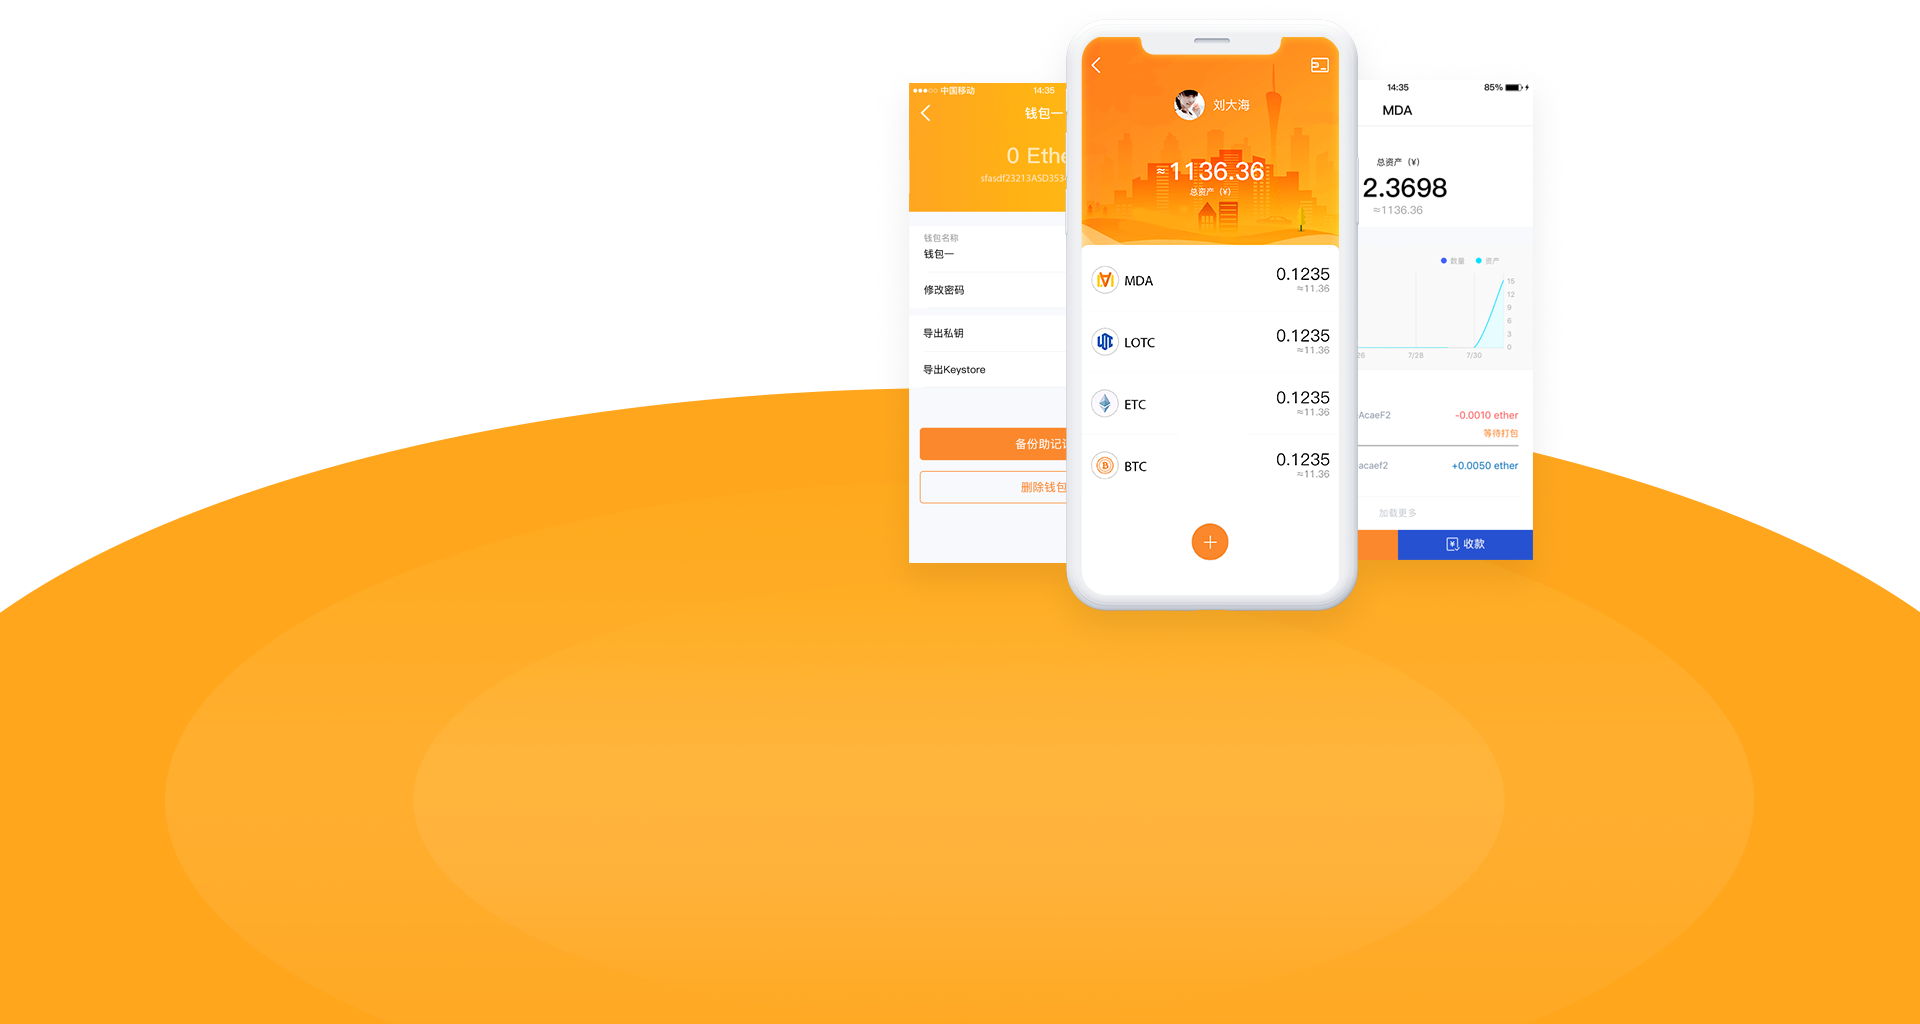 中国移动 14:35
钱包一
0 Ethe
sfasdf23213ASD353
钱包名称
钱包一
修改密码
导出私钥
导出Keystore
备份助记
删除钱包
刘大海
≈1136.36
总资产（¥）
MDA 0.1235
≈11.36
LOTC 0.1235
≈11.36
ETC 0.1235
≈11.36
BTC 0.1235
≈11.36
14:35 85%
MDA
总资产（¥）
2.3698
≈1136.36
数量 资产
15
12
9
6
3
0
26 7/28 7/30
AcaeF2 -0.0010 ether
等待打包
acaef2 +0.0050 ether
加载更多
收款